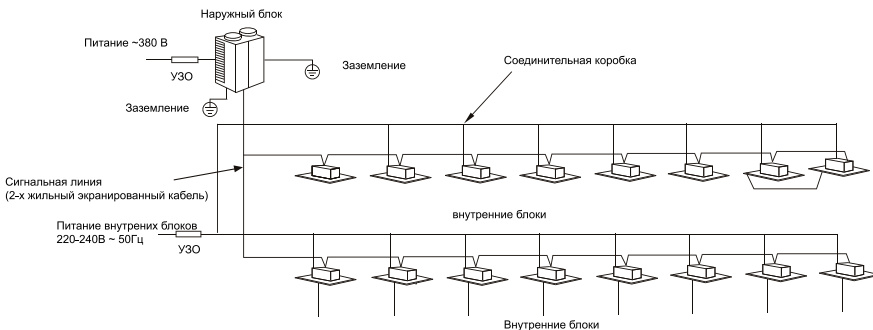 Наружный блок
Питание ~380 В
УЗО
Заземление
Соединительная коробка
Заземление
Сигнальная линия
(2-х жильный экранированный кабель)
внутренние блоки
Питание внутрених блоков
220-240В ~ 50Гц
УЗО
Внутренние блоки